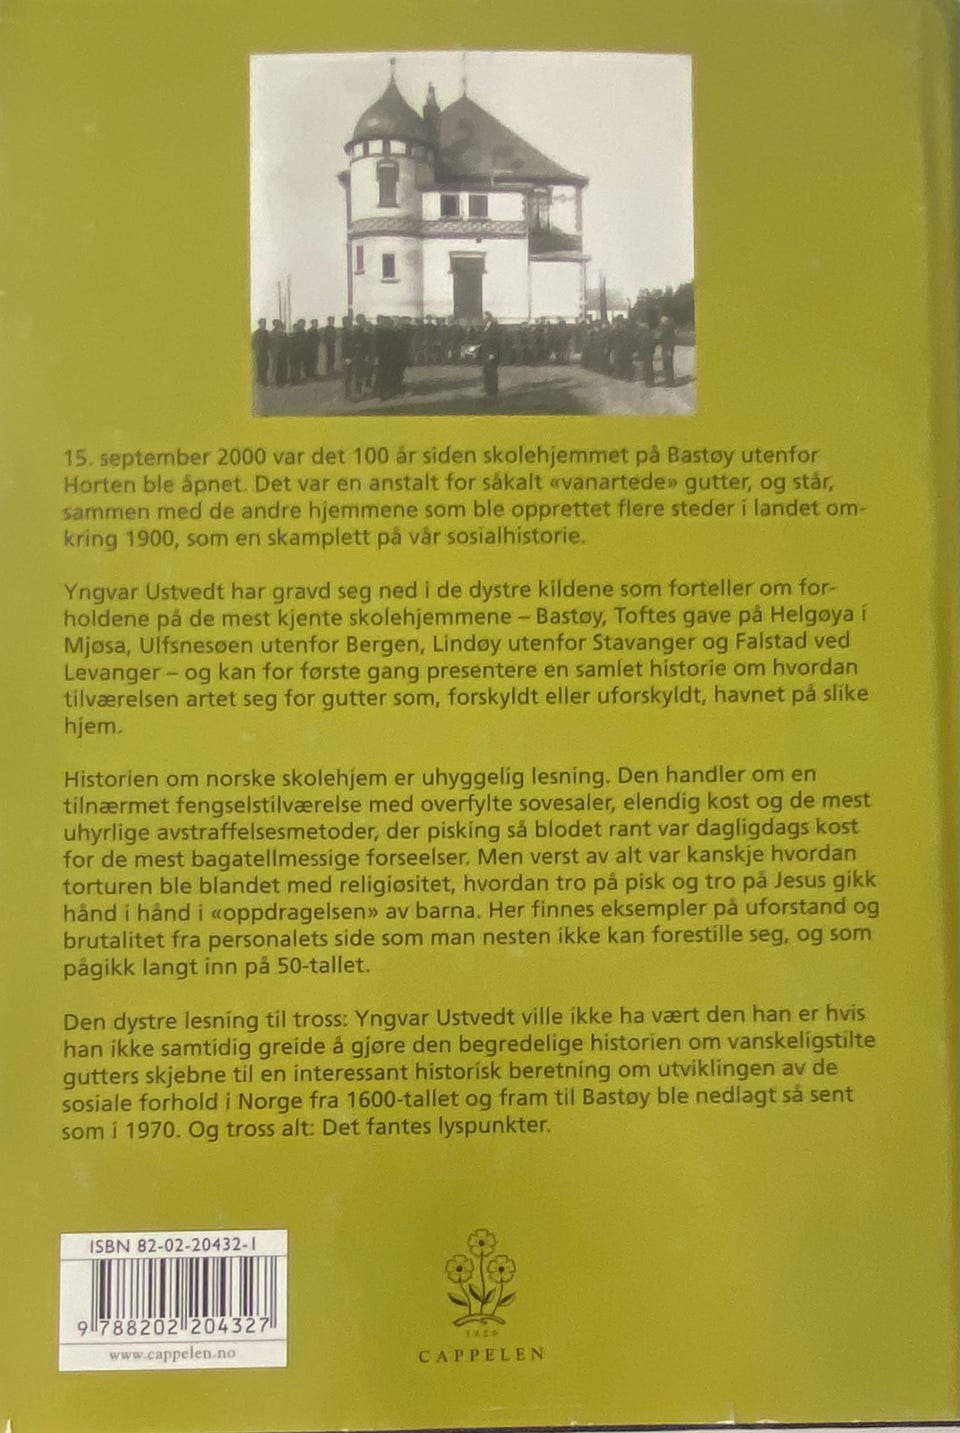 15. september 2000 var det 100 år siden skolehjemmet på Bastøy utenfor
Horten ble åpnet. Det var en anstalt for såkalt «vanartede» gutter, og står,
sammen med de andre hjemmene som ble opprettet flere steder i landet om-
kring 1900, som en skamplett på vår sosialhistorie.
Yngvar Ustvedt har gravd seg ned i de dystre kildene som forteller om for-
holdene på de mest kjente skolehjemmene – Bastøy, Toftes gave på Helgøya i
Mjøsa, Ulfsnesøen utenfor Bergen, Lindøy utenfor Stavanger og Falstad ved
Levanger – og kan for første gang presentere en samlet historie om hvordan
tilværelsen artet seg for gutter som, forskyldt eller uforskyldt, havnet på slike
hjem.
Historien om norske skolehjem er uhyggelig lesning. Den handler om en
tilnærmet fengselstilværelse med overfylte sovesaler, elendig kost og de mest
uhyrlige avstraffelsesmetoder, der pisking så blodet rant var dagligdags kost
for de mest bagatellmessige forseelser. Men verst av alt var kanskje hvordan
torturen ble blandet med religiøsitet, hvordan tro på pisk og tro på Jesus gikk
hånd i hånd i «oppdragelsen» av barna. Her finnes eksempler på uforstand og
brutalitet fra personalets side som man nesten ikke kan forestille seg, og som
pågikk langt inn på 50-tallet.
Den dystre lesning til tross: Yngvar Ustvedt ville ikke ha vært den han er hvis
han ikke samtidig greide å gjøre den begredelige historien om vanskeligstilte
gutters skjebne til en interessant historisk beretning om utviklingen av de
sosiale forhold i Norge fra 1600-tallet og fram til Bastøy ble nedlagt så sent
som i 1970. Og tross alt: Det fantes lyspunkter.
ISBN 82-02-20432-1
9 788202 204327
www.cappelen.no
1829
CAPPELEN